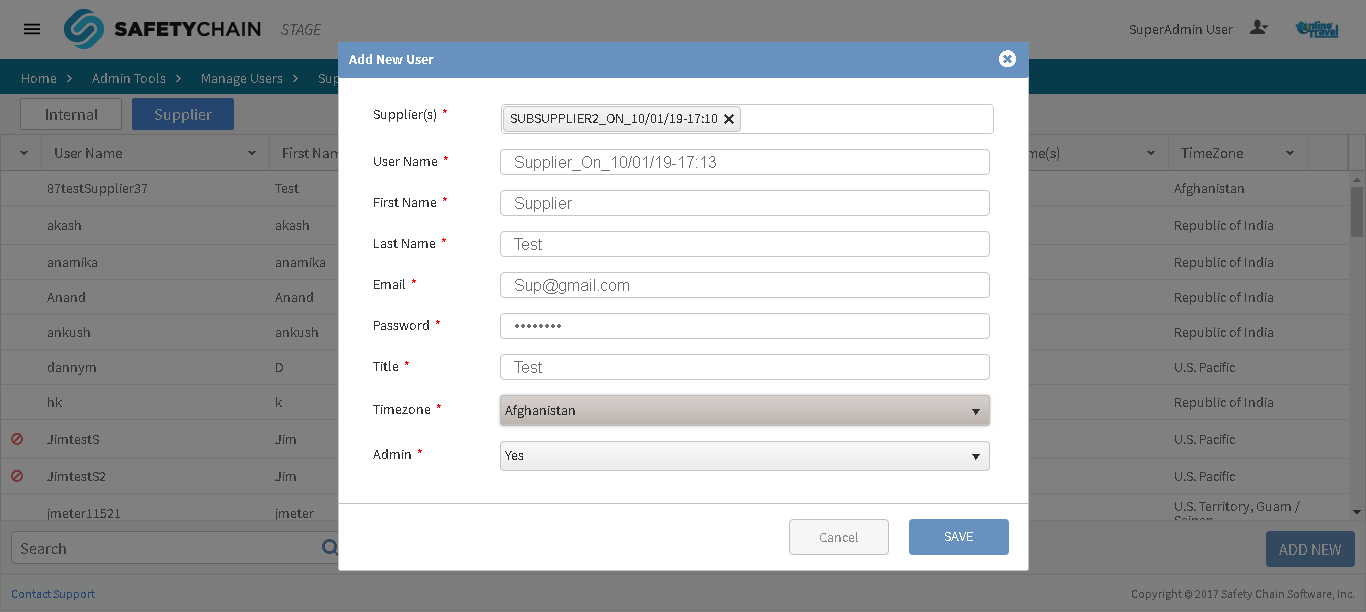 SAFETYCHAIN STAGE
SuperAdmin User
Online Travel
Home > Admin Tools > Manage Users > Sup
Internal Supplier
User Name First Nam me(s) TimeZone
87testSupplier37 Test Afghanistan
akash akash Republic of India
anamika anamika Republic of India
Anand Anand Republic of India
ankush ankush Republic of India
dannym D U.S. Pacific
hk k Republic of India
JimtestS Jim U.S. Pacific
JimtestS2 Jim U.S. Pacific
jmeter11521 jmeter U.S. Territory, Guam /
Search ADD NEW
Contact Support Copyright © 2017 Safety Chain Software, Inc.
Add New User
Supplier(s) * SUBSUPPLIER2_ON_10/01/19-17:10
User Name * Supplier_On_10/01/19-17:13
First Name * Supplier
Last Name * Test
Email * Sup@gmail.com
Password * ••••••••
Title * Test
Timezone * Afghanistan
Admin * Yes
Cancel SAVE